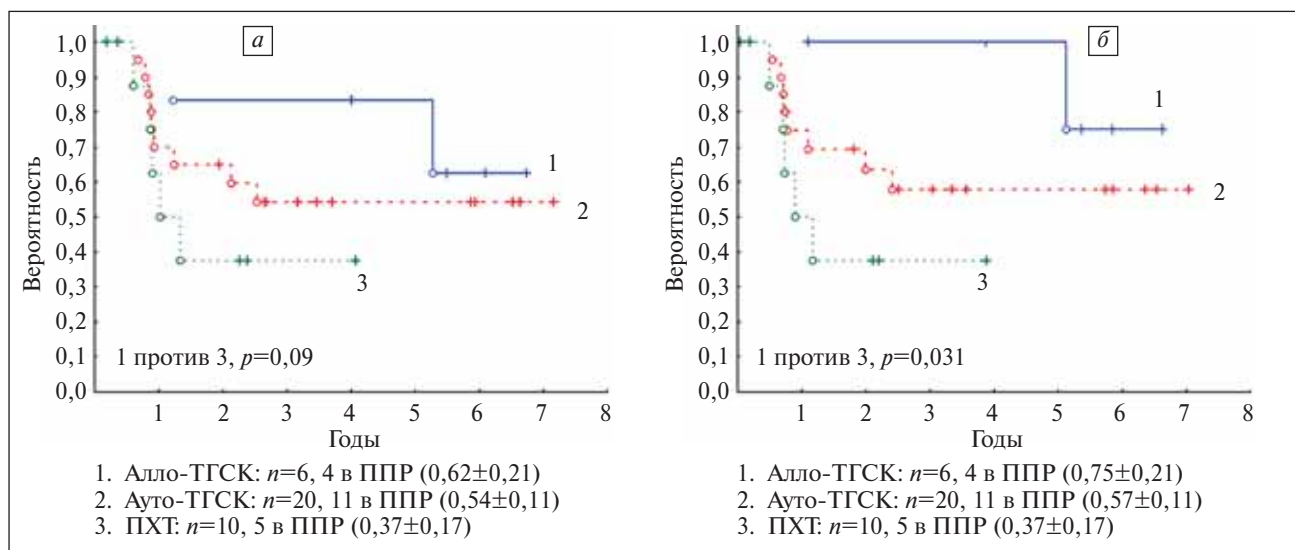 а
Вероятность
1,0
0,9
0,8
0,7
0,6
0,5
0,4
0,3
0,2
0,1
0,0
1
2
3
1 против 3, p=0,09
1 2 3 4 5 6 7 8
Годы
1. Алло-ТГСК: n=6, 4 в ППР (0,62±0,21)
2. Ауто-ТГСК: n=20, 11 в ППР (0,54±0,11)
3. ПХТ: n=10, 5 в ППР (0,37±0,17)
б
Вероятность
1,0
0,9
0,8
0,7
0,6
0,5
0,4
0,3
0,2
0,1
0,0
1
2
3
1 против 3, p=0,031
1 2 3 4 5 6 7 8
Годы
1. Алло-ТГСК: n=6, 4 в ППР (0,75±0,21)
2. Ауто-ТГСК: n=20, 11 в ППР (0,57±0,11)
3. ПХТ: n=10, 5 в ППР (0,37±0,17)